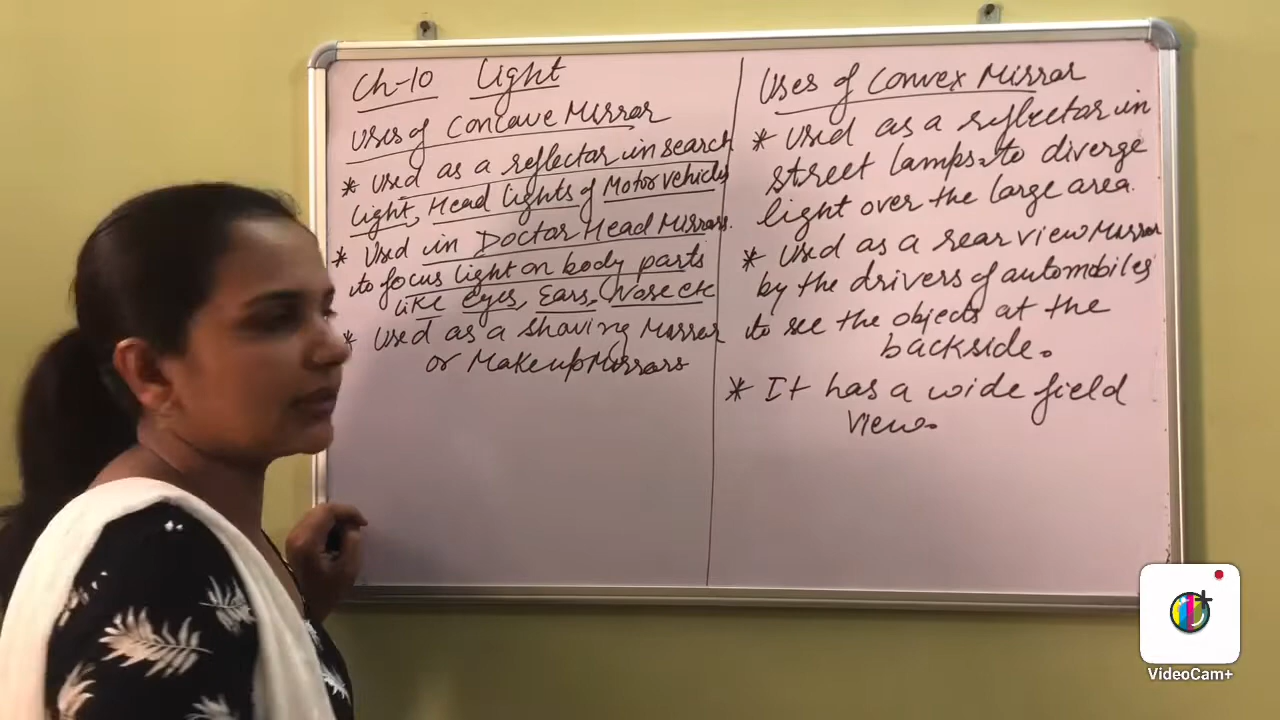 Ch-10 Light
Uses of Concave Mirror
* Used as a reflector in search
light, Head lights of Motor vehicles
* Used in Doctor Head Mirrors.
to focus light on body parts
like eyes, Ears, Nose etc
* Used as a shaving Mirror
or Makeup Mirrors
Uses of Convex Mirror
* Used as a reflector in
street lamps to diverge
light over the large area.
* Used as a rear view Mirror
by the drivers of automobiles
to see the objects at the
backside.
* It has a wide field
view.
VideoCam+